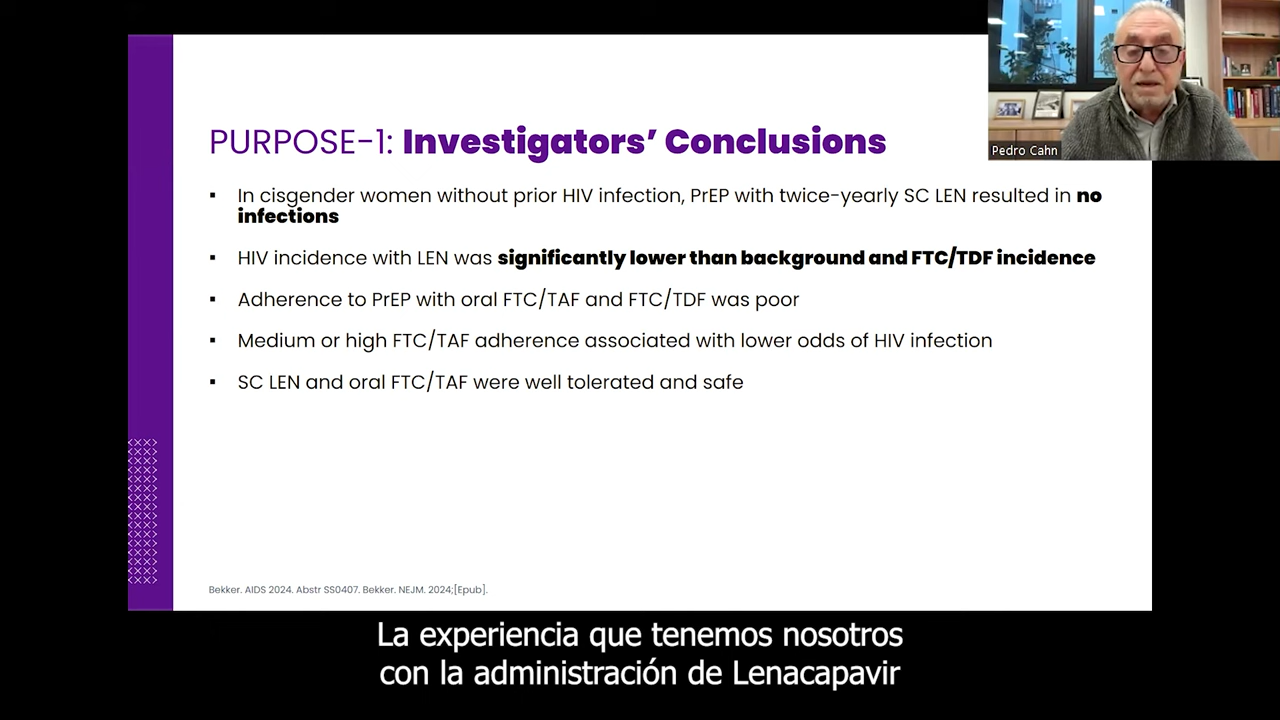 PURPOSE-1: Investigators' Conclusions
Pedro Cahn
▪ In cisgender women without prior HIV infection, PrEP with twice-yearly SC LEN resulted in no
infections
▪ HIV incidence with LEN was significantly lower than background and FTC/TDF incidence
▪ Adherence to PrEP with oral FTC/TAF and FTC/TDF was poor
▪ Medium or high FTC/TAF adherence associated with lower odds of HIV infection
▪ SC LEN and oral FTC/TAF were well tolerated and safe
Bekker. AIDS 2024. Abstr SS0407. Bekker. NEJM. 2024;[Epub].
La experiencia que tenemos nosotros
con la administración de Lenacapavir